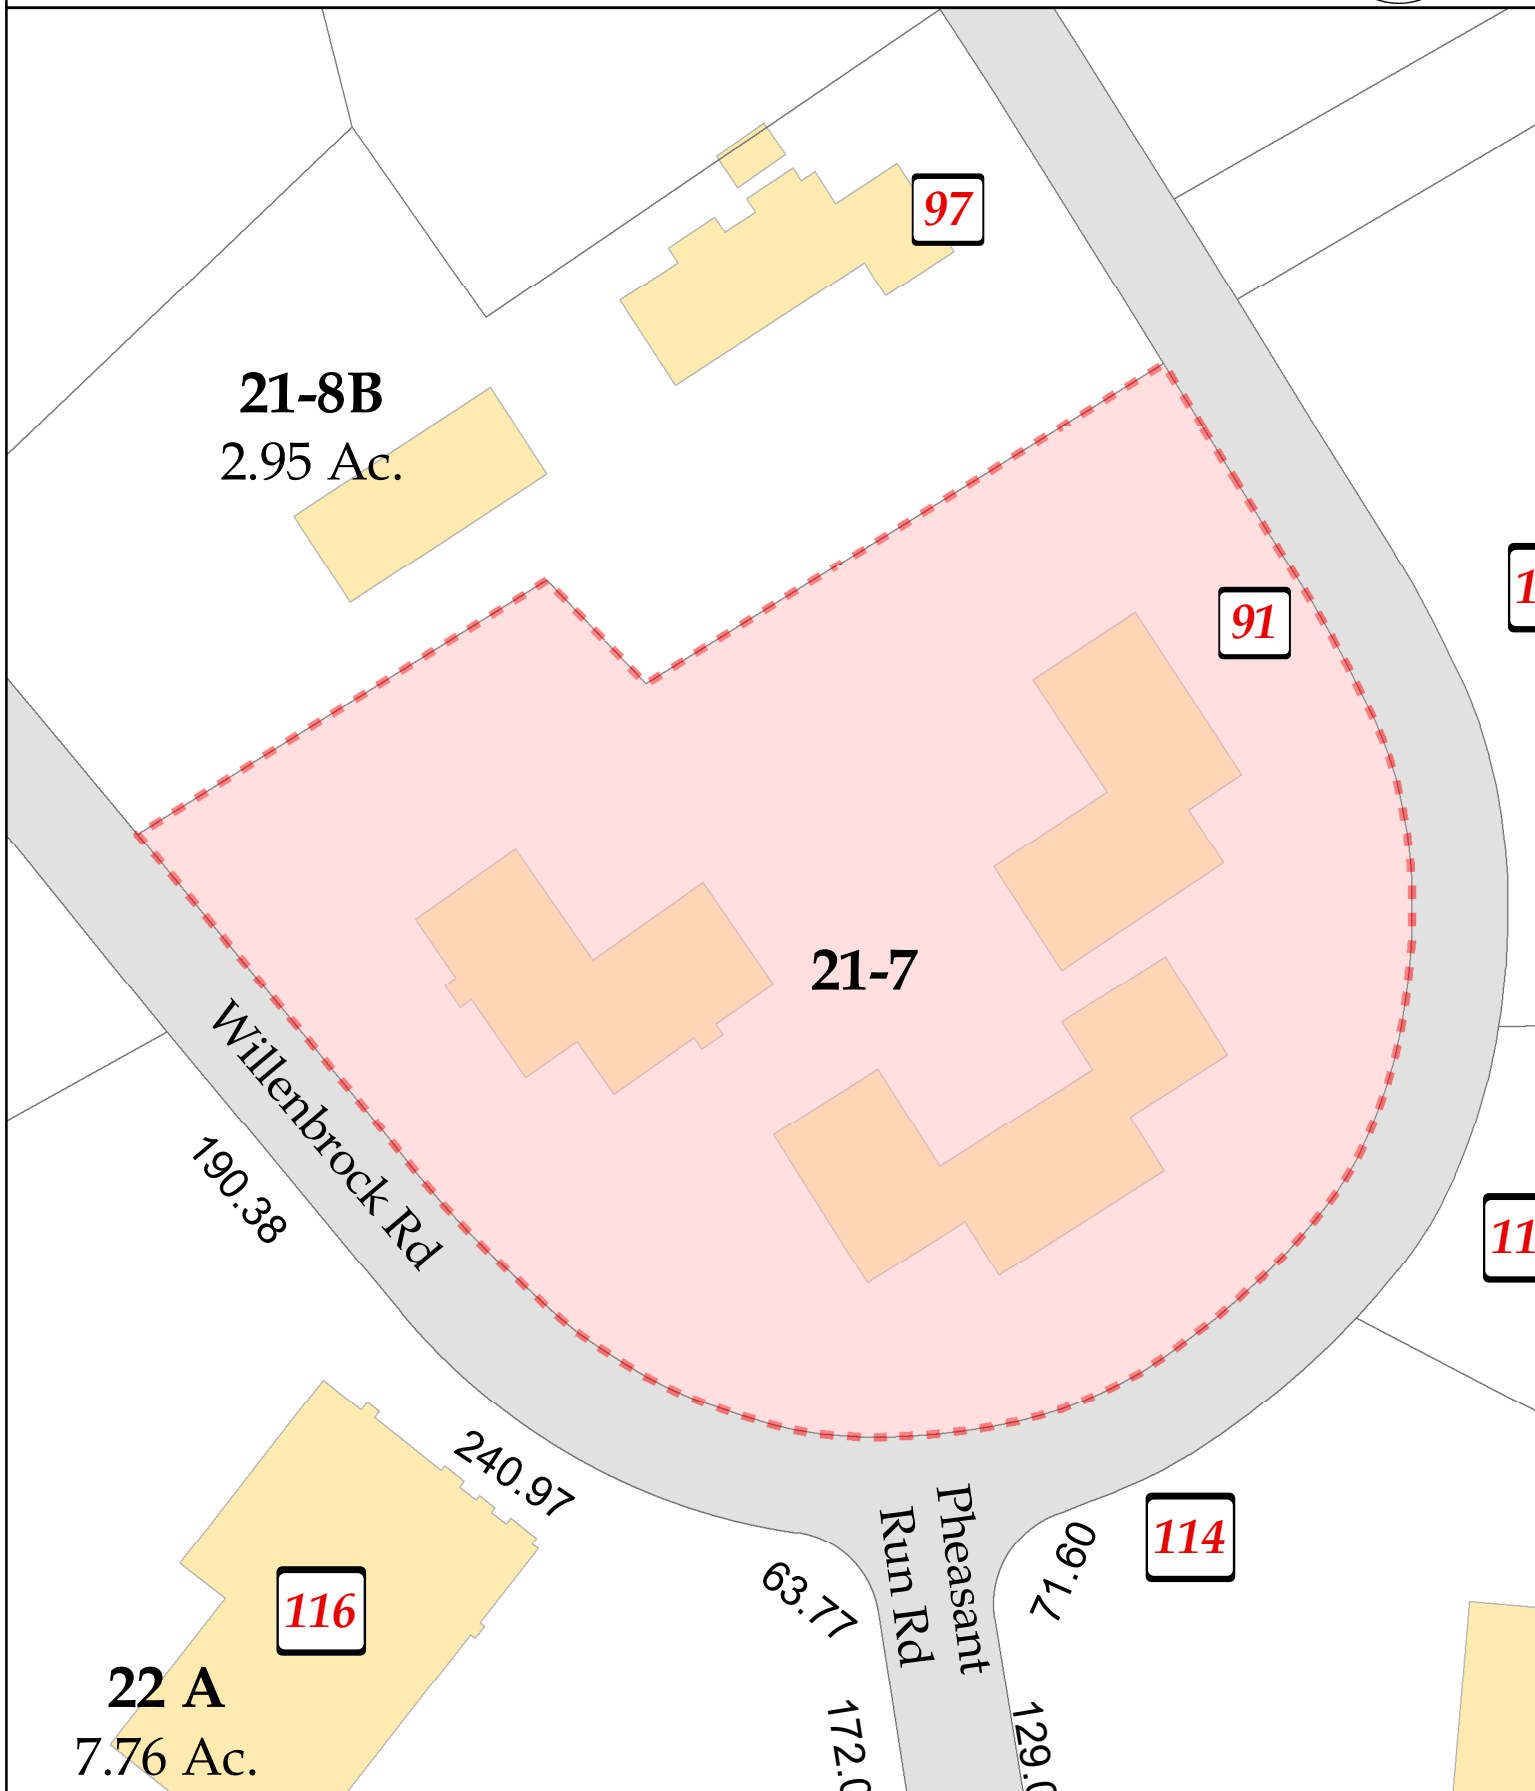 97
21-8B
2.95 Ac.
91
21-7
Willenbrock Rd
190.38
240.97
116
114
Pheasant
Run Rd
63.77
71.60
22 A
7.76 Ac.